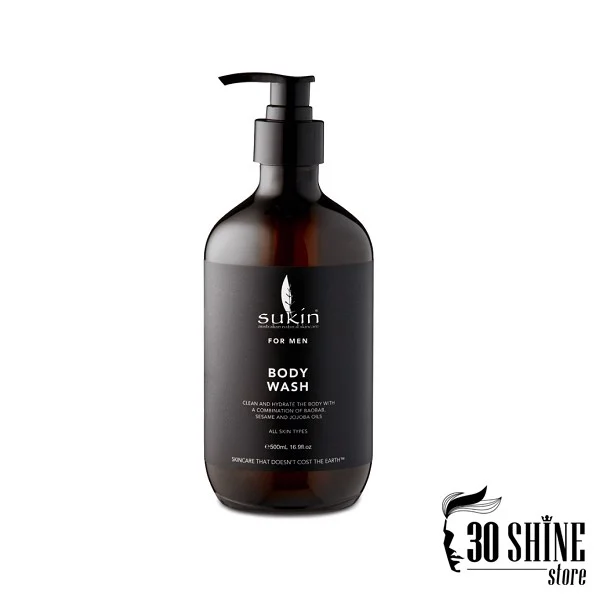 sukin
australian natural skincare
FOR MEN
BODY
WASH
CLEAN AND HYDRATE THE BODY WITH
A COMBINATION OF BAOBAB,
SESAME AND JOJOBA OILS
ALL SKIN TYPES
℮500mL 16.9fl.oz
SKINCARE THAT DOESN'T COST THE EARTH™
30 SHINE
store